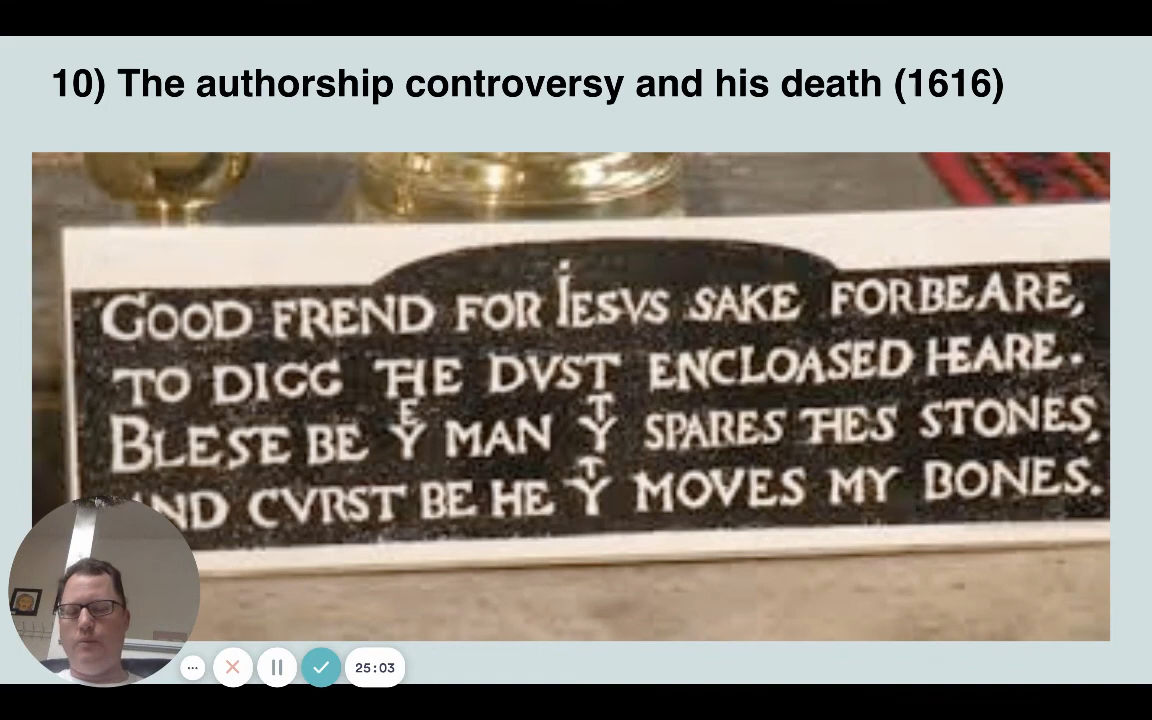 10) The authorship controversy and his death (1616)
GOOD FREND FOR IESVS SAKE FORBEARE,
TO DIGG THE DVST ENCLOASED HEARE.
BLESE BE Y^E MAN Y^T SPARES THES STONES,
ND CVRST BE HE Y^T MOVES MY BONES.
25:03